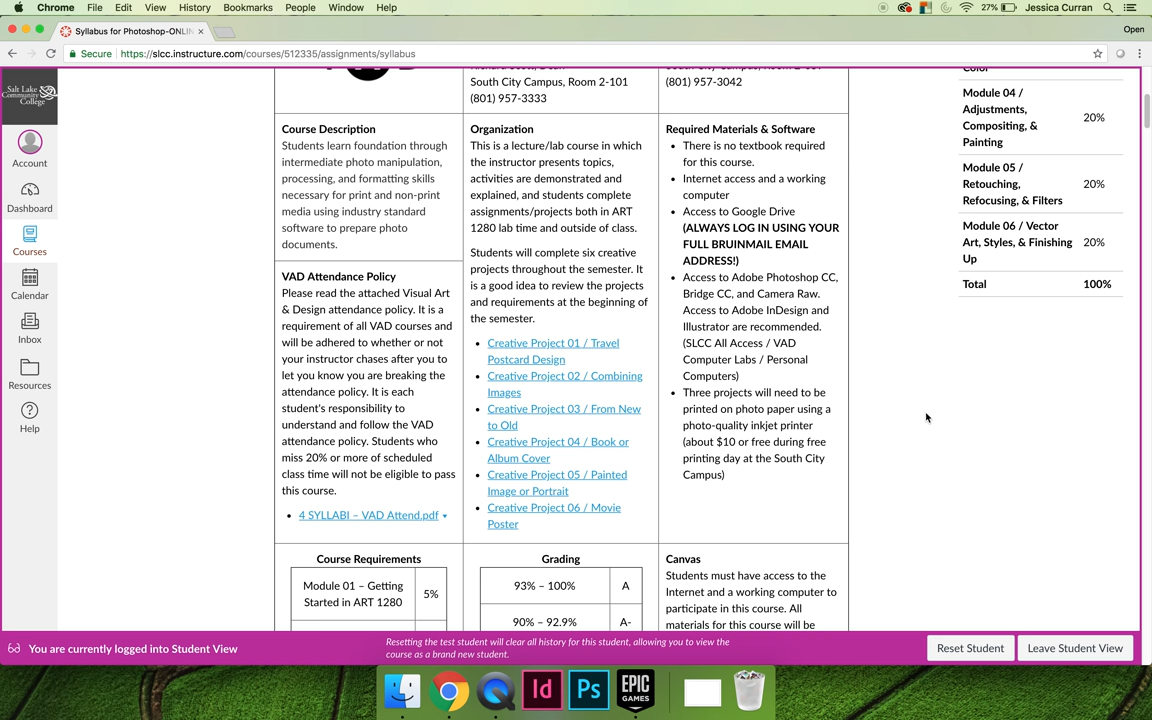 Chrome File Edit View History Bookmarks People Window Help
27% Jessica Curran
Syllabus for Photoshop-ONLIN
Open
Secure https://slcc.instructure.com/courses/512335/assignments/syllabus
Salt Lake
Community
College
Account
Dashboard
Courses
Calendar
Inbox
Resources
Help
South City Campus, Room 2-101
(801) 957-3333
(801) 957-3042
Course Description
Students learn foundation through
intermediate photo manipulation,
processing, and formatting skills
necessary for print and non-print
media using industry standard
software to prepare photo
documents.
VAD Attendance Policy
Please read the attached Visual Art
& Design attendance policy. It is a
requirement of all VAD courses and
will be adhered to whether or not
your instructor chases after you to
let you know you are breaking the
attendance policy. It is each
student's responsibility to
understand and follow the VAD
attendance policy. Students who
miss 20% or more of scheduled
class time will not be eligible to pass
this course.
4 SYLLABI – VAD Attend.pdf
Organization
This is a lecture/lab course in which
the instructor presents topics,
activities are demonstrated and
explained, and students complete
assignments/projects both in ART
1280 lab time and outside of class.
Students will complete six creative
projects throughout the semester. It
is a good idea to review the projects
and requirements at the beginning of
the semester.
Creative Project 01 / Travel
Postcard Design
Creative Project 02 / Combining
Images
Creative Project 03 / From New
to Old
Creative Project 04 / Book or
Album Cover
Creative Project 05 / Painted
Image or Portrait
Creative Project 06 / Movie
Poster
Required Materials & Software
There is no textbook required
for this course.
Internet access and a working
computer
Access to Google Drive
(ALWAYS LOG IN USING YOUR
FULL BRUINMAIL EMAIL
ADDRESS!)
Access to Adobe Photoshop CC,
Bridge CC, and Camera Raw.
Access to Adobe InDesign and
Illustrator are recommended.
(SLCC All Access / VAD
Computer Labs / Personal
Computers)
Three projects will need to be
printed on photo paper using a
photo-quality inkjet printer
(about $10 or free during free
printing day at the South City
Campus)
Course Requirements
Module 01 – Getting
Started in ART 1280
5%
Grading
93% – 100% A
90% – 92.9% A-
Canvas
Students must have access to the
Internet and a working computer to
participate in this course. All
materials for this course will be
Color
Module 04 /
Adjustments,
Compositing, &
Painting
20%
Module 05 /
Retouching,
Refocusing, & Filters
20%
Module 06 / Vector
Art, Styles, & Finishing
Up
20%
Total 100%
You are currently logged into Student View
Resetting the test student will clear all history for this student, allowing you to view the
course as a brand new student.
Reset Student
Leave Student View
Id
Ps
EPIC
GAMES